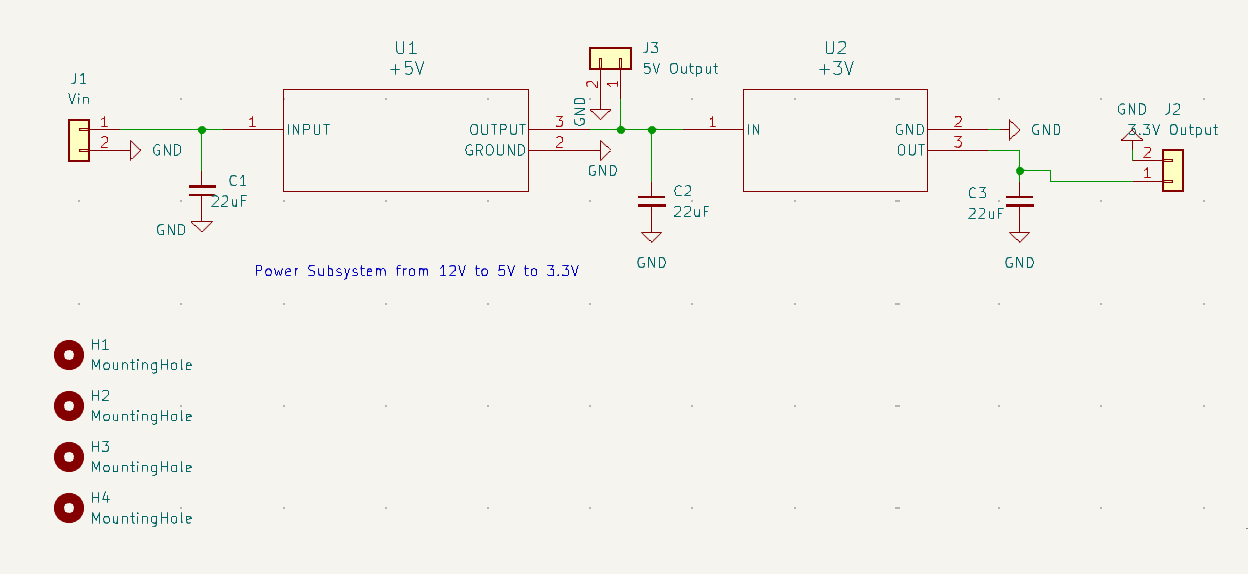 J1
Vin
1
2
GND
C1
22uF
GND
U1
+5V
1
INPUT
OUTPUT
3
GROUND
2
GND
J3
5V Output
2
1
GND
C2
22uF
GND
U2
+3V
1
IN
GND
2
GND
OUT
3
C3
22uF
GND
GND
J2
3.3V Output
2
1
Power Subsystem from 12V to 5V to 3.3V
H1
MountingHole
H2
MountingHole
H3
MountingHole
H4
MountingHole